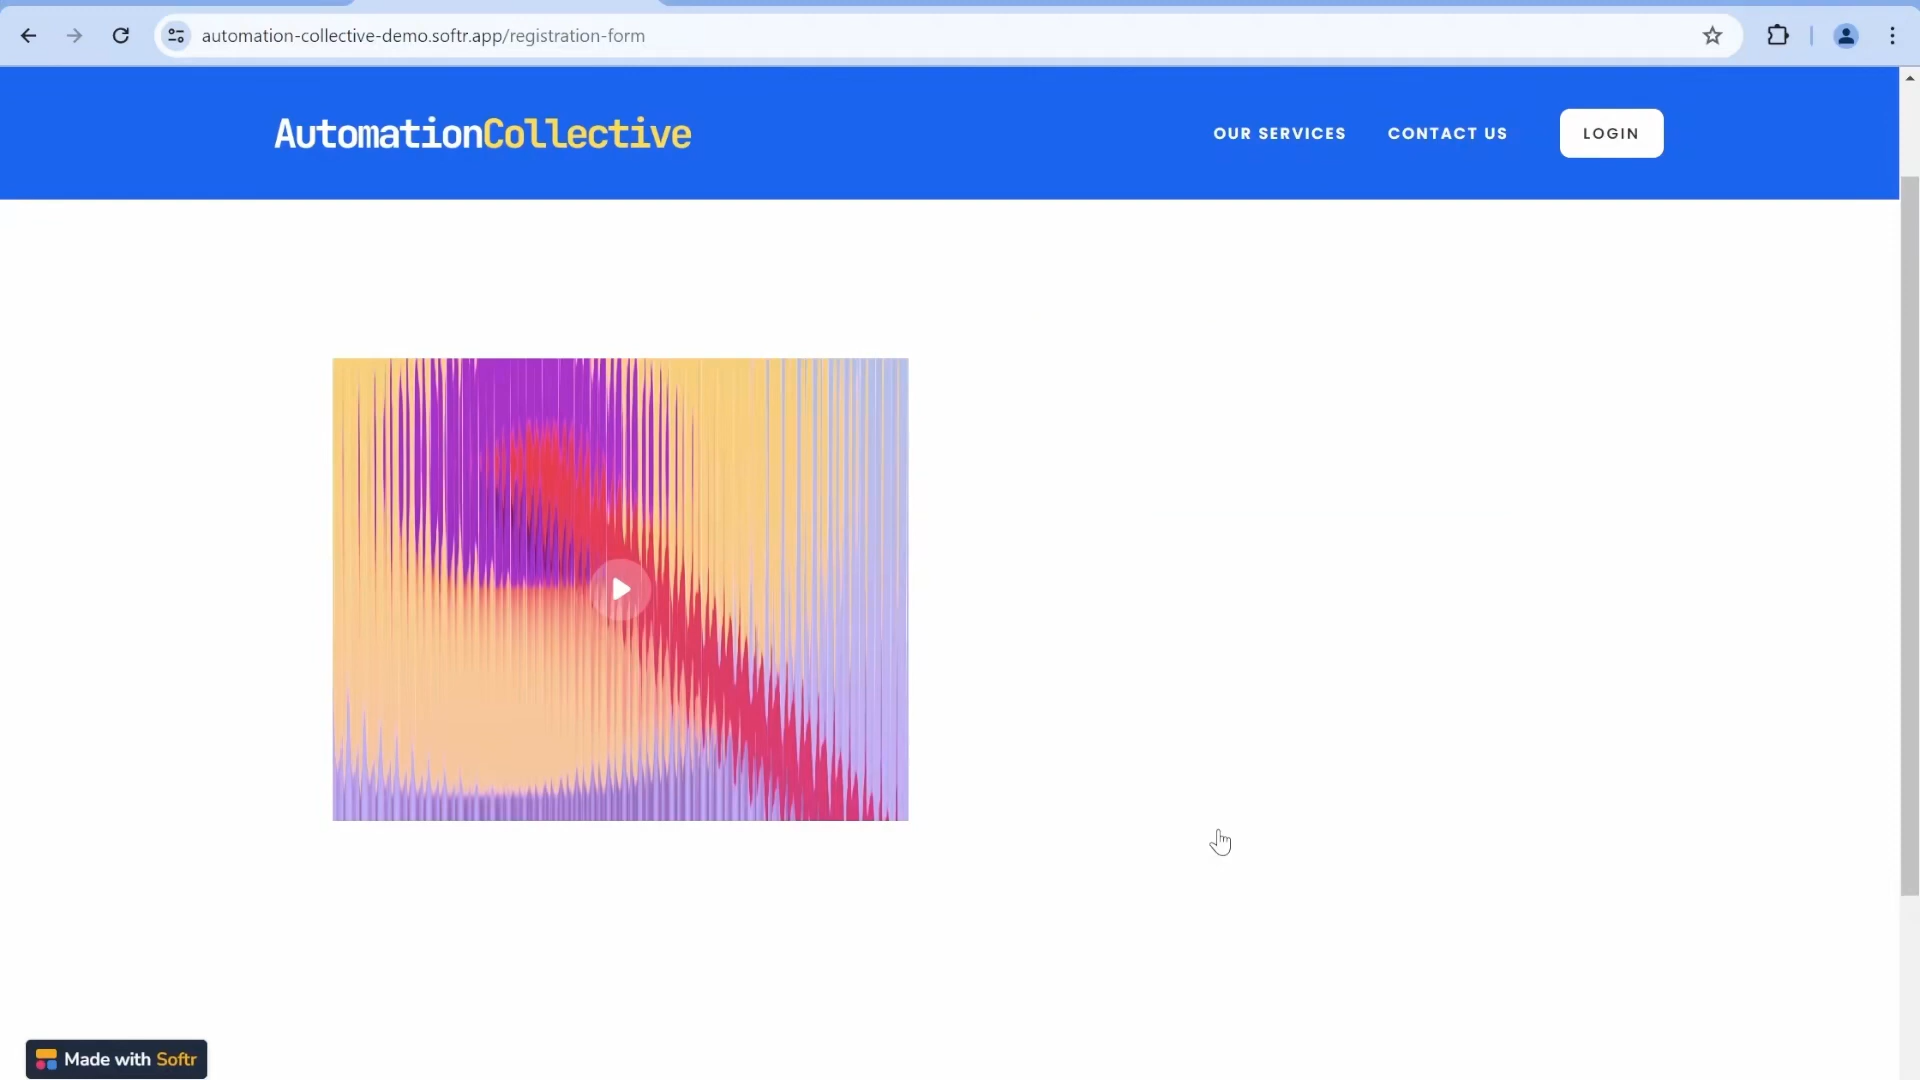 automation-collective-demo.softr.app/registration-form
AutomationCollective
OUR SERVICES
CONTACT US
LOGIN
Made with Softr